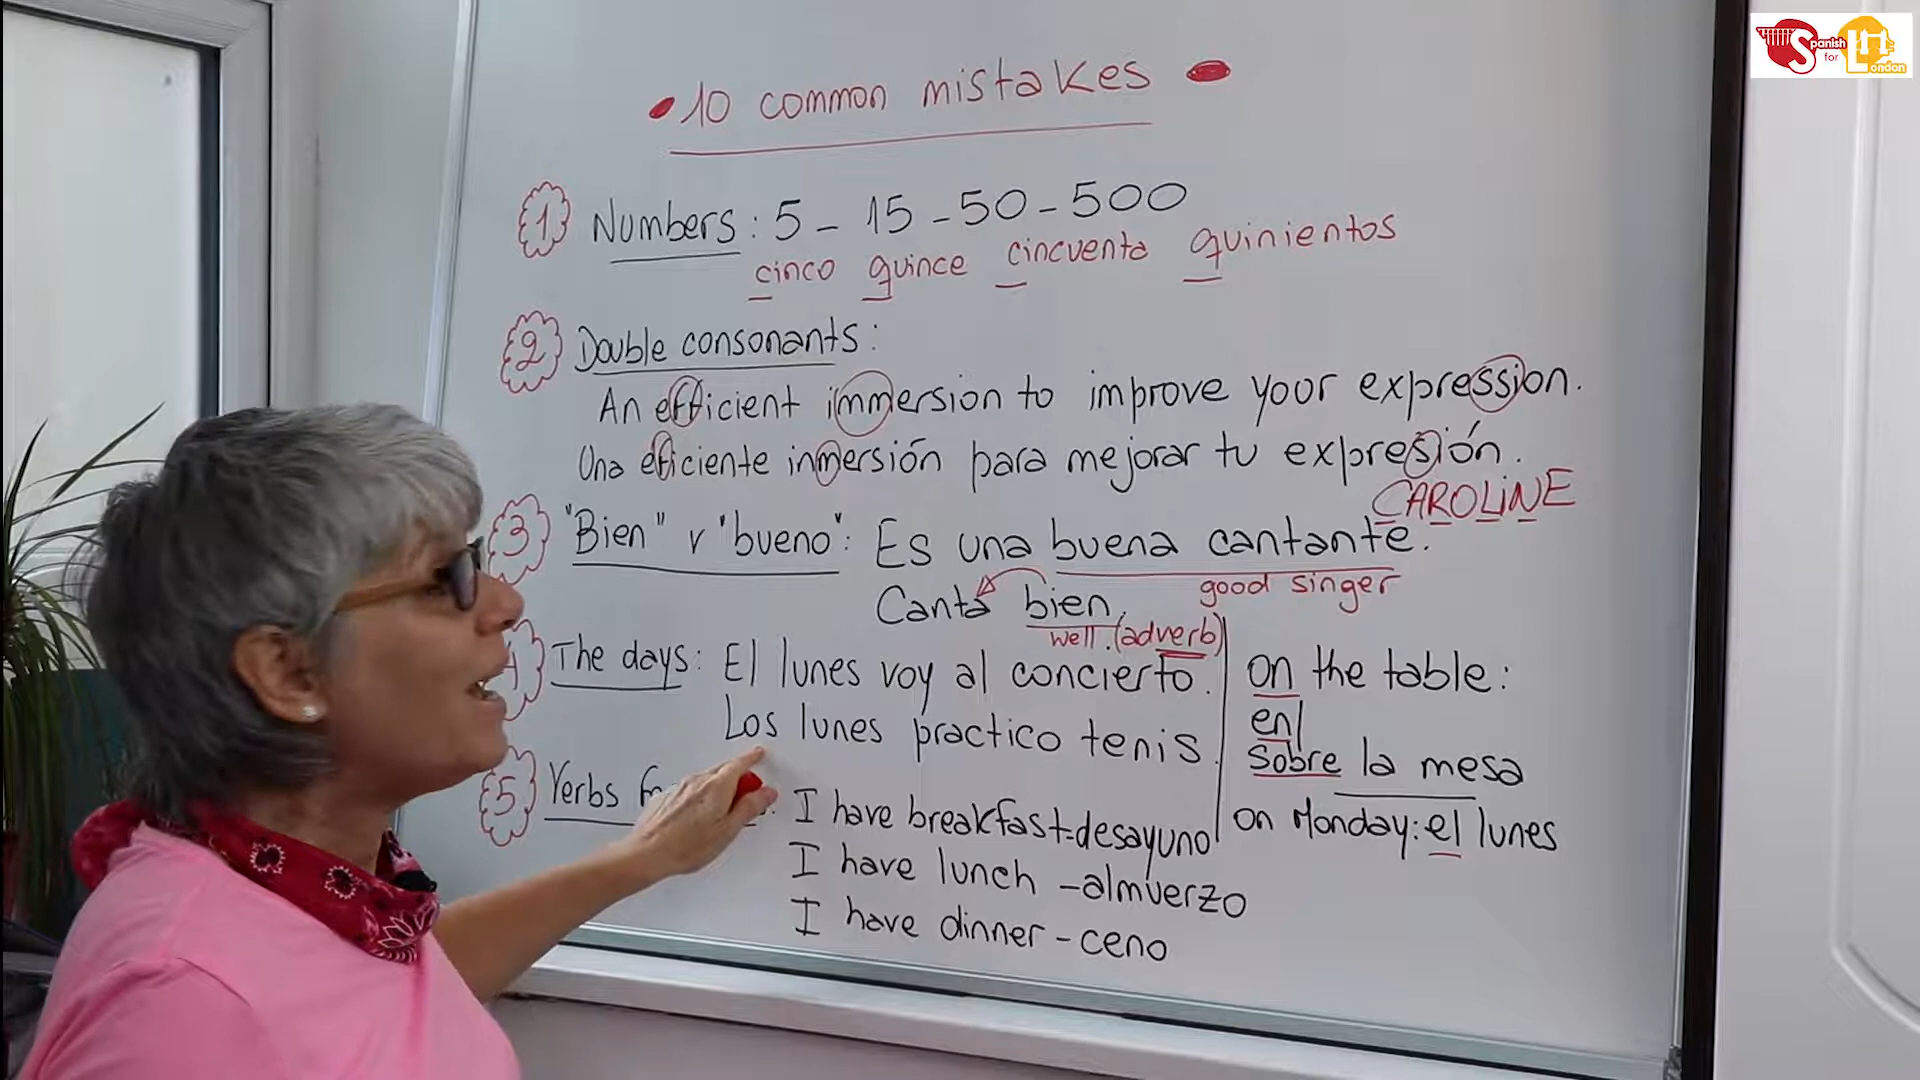 Spanish for London
10 common mistakes
1 Numbers: 5 - 15 - 50 - 500
cinco quince cincuenta quinientos
2 Double consonants:
An efficient immersion to improve your expression.
Una eficiente inmersión para mejorar tu expresión.
CAROLINE
3 "Bien" y "bueno": Es una buena cantante.
good singer
Canta bien.
well. (adverb)
4 The days: El lunes voy al concierto.
Los lunes practico tenis.
on the table:
en
sobre la mesa
on Monday: el lunes
5 Verbs
I have breakfast-desayuno
I have lunch - almuerzo
I have dinner - ceno